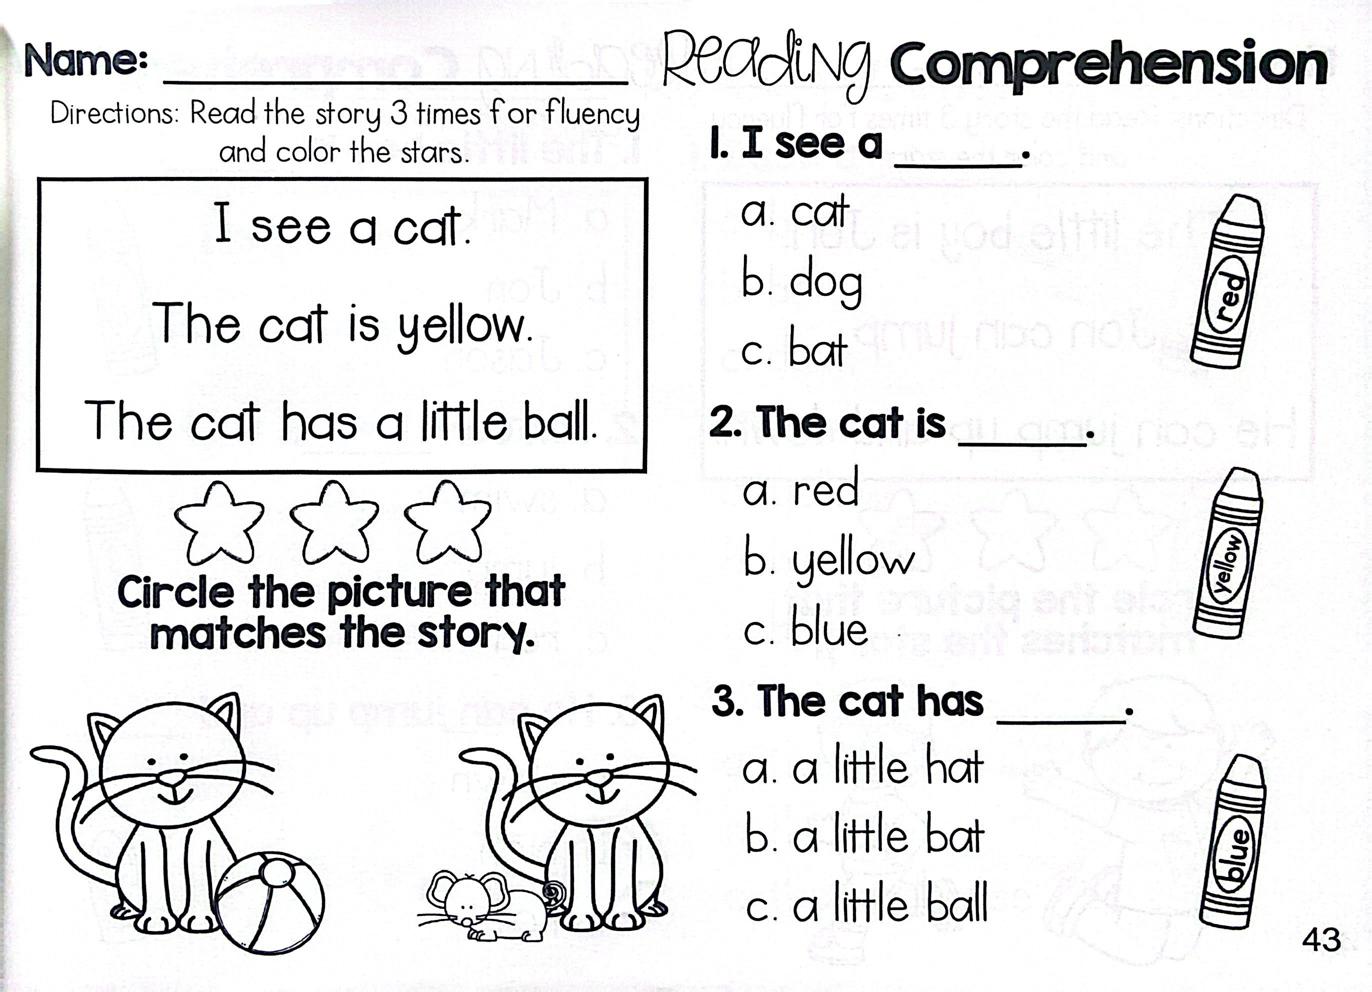 Name:
Directions: Read the story 3 times for fluency
and color the stars.
I see a cat.
The cat is yellow.
The cat has a little ball.
Circle the picture that
matches the story.
Reading Comprehension
1. I see a ______.
a. cat
b. dog
c. bat
red
2. The cat is ______.
a. red
b. yellow
c. blue
yellow
3. The cat has ______.
a. a little hat
b. a little bat
c. a little ball
blue
43